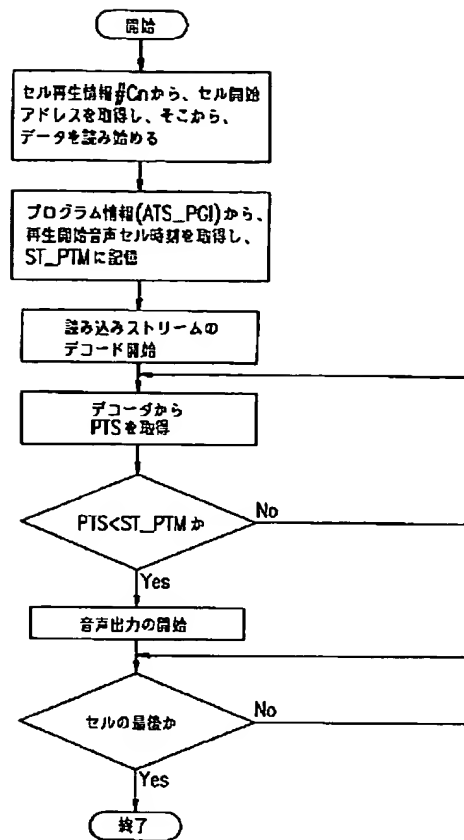 開始
セル再生情報#Cnから、セル開始
アドレスを取得し、そこから、
データを読み始める
プログラム情報(ATS_PGI)から、
再生開始音声セル時刻を取得し、
ST_PTMに記憶
読み込みストリームの
デコード開始
デコーダから
PTSを取得
PTS<ST_PTMか
No
Yes
音声出力の開始
セルの最後か
No
Yes
終了